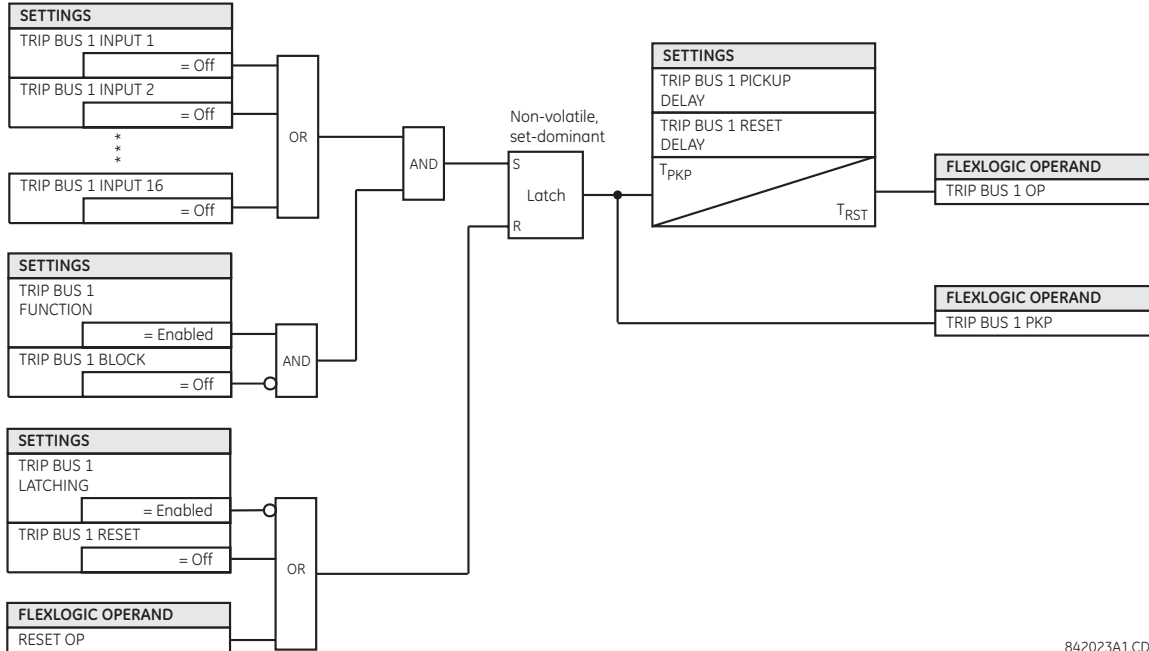 SETTINGS
TRIP BUS 1 INPUT 1
= Off
TRIP BUS 1 INPUT 2
= Off
***
TRIP BUS 1 INPUT 16
= Off
OR
AND
Non-volatile,
set-dominant
S
Latch
R
SETTINGS
TRIP BUS 1 PICKUP
DELAY
TRIP BUS 1 RESET
DELAY
TPKP
TRST
FLEXLOGIC OPERAND
TRIP BUS 1 OP
FLEXLOGIC OPERAND
TRIP BUS 1 PKP
SETTINGS
TRIP BUS 1
FUNCTION
= Enabled
TRIP BUS 1 BLOCK
= Off
AND
SETTINGS
TRIP BUS 1
LATCHING
= Enabled
TRIP BUS 1 RESET
= Off
OR
FLEXLOGIC OPERAND
RESET OP
842023A1.CD